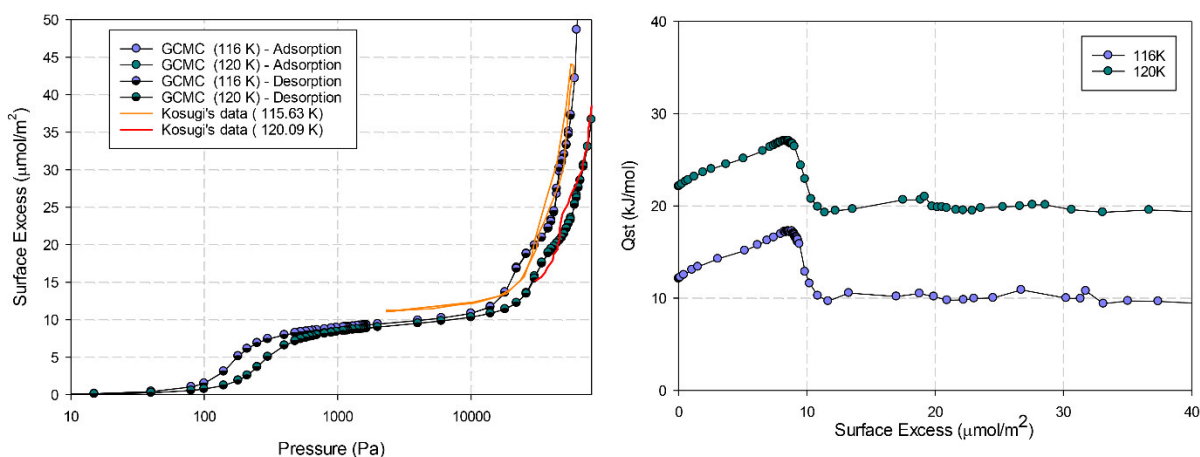 50
45
40
35
30
25
20
15
10
5
0
Surface Excess (μmol/m²)
GCMC (116 K) - Adsorption
GCMC (120 K) - Adsorption
GCMC (116 K) - Desorption
GCMC (120 K) - Desorption
Kosugi's data ( 115.63 K)
Kosugi's data ( 120.09 K)
10 100 1000 10000
Pressure (Pa)
40
30
20
10
0
Qst (kJ/mol)
116K
120K
0 10 20 30 40
Surface Excess (μmol/m²)